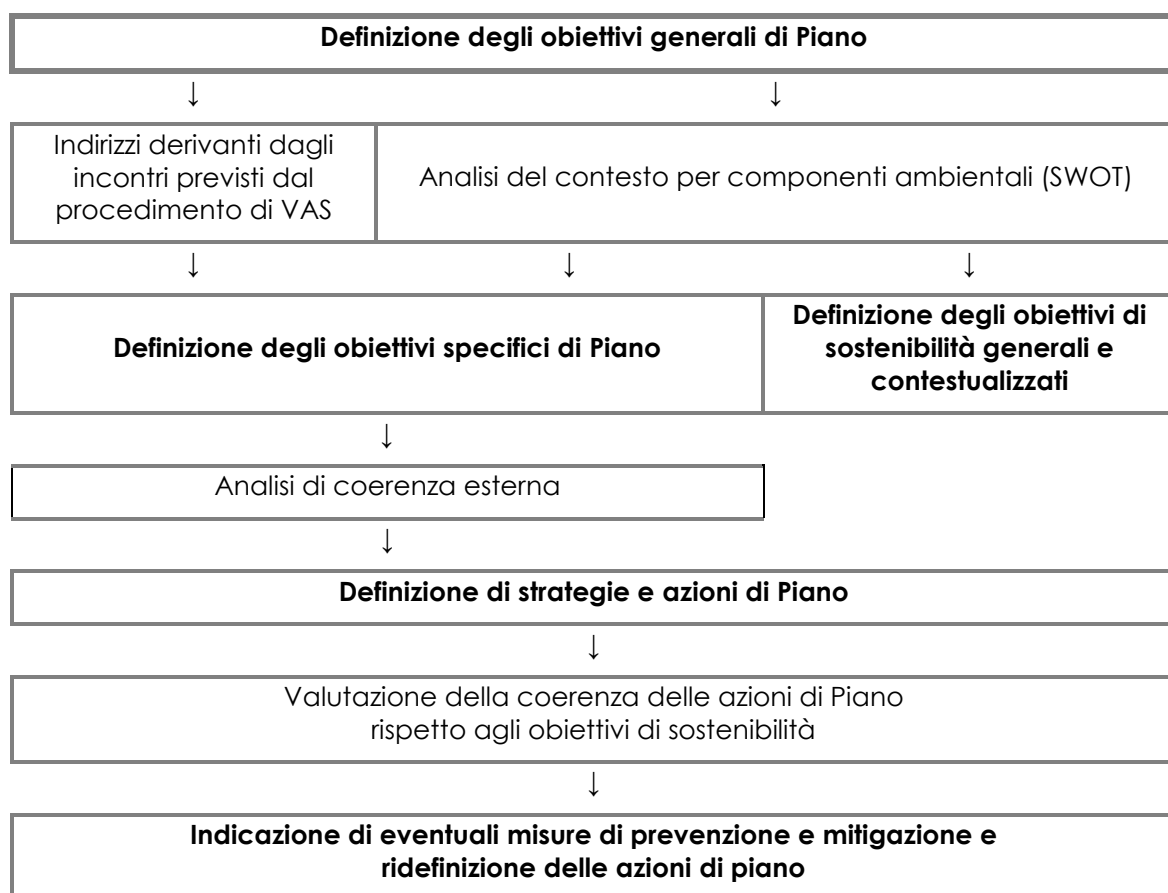 Definizione degli obiettivi generali di Piano
↓ ↓
Indirizzi derivanti dagli
incontri previsti dal
procedimento di VAS
Analisi del contesto per componenti ambientali (SWOT)
↓ ↓ ↓
Definizione degli obiettivi specifici di Piano
Definizione degli obiettivi di
sostenibilità generali e
contestualizzati
↓
Analisi di coerenza esterna
↓
Definizione di strategie e azioni di Piano
↓
Valutazione della coerenza delle azioni di Piano
rispetto agli obiettivi di sostenibilità
↓
Indicazione di eventuali misure di prevenzione e mitigazione e
ridefinizione delle azioni di piano